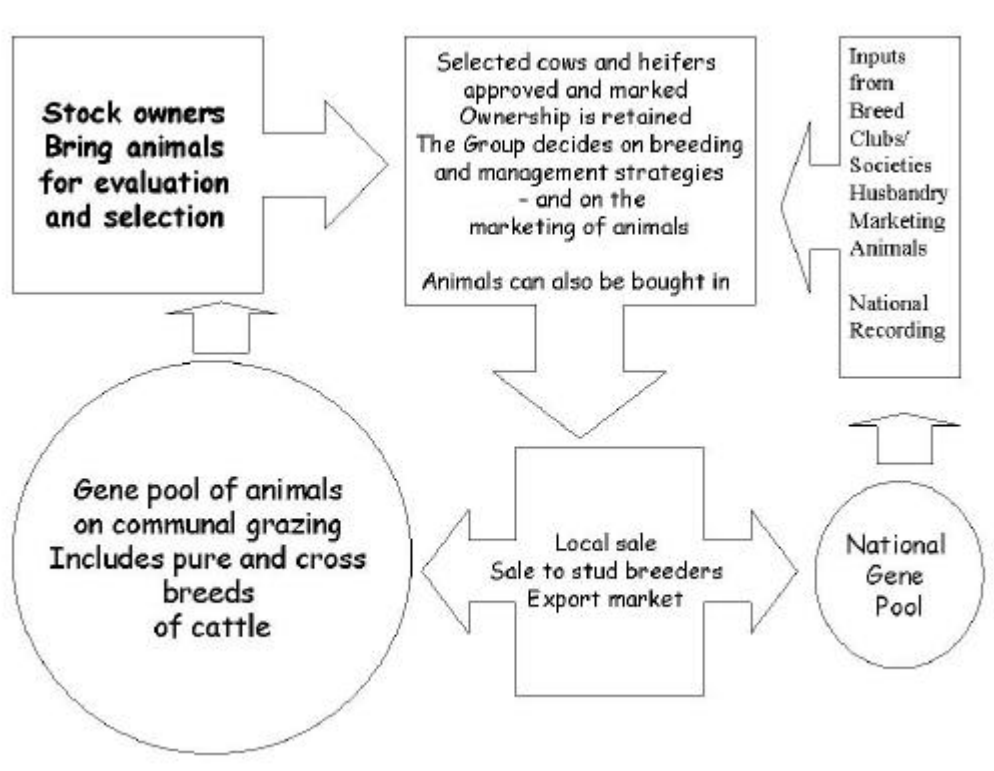 Stock owners
Bring animals
for evaluation
and selection
Selected cows and heifers
approved and marked
Ownership is retained
The Group decides on breeding
and management strategies
- and on the
marketing of animals
Animals can also be bought in
Inputs
from
Breed
Clubs/
Societies
Husbandry
Marketing
Animals
National
Recording
Gene pool of animals
on communal grazing
Includes pure and cross
breeds
of cattle
Local sale
Sale to stud breeders
Export market
National
Gene
Pool